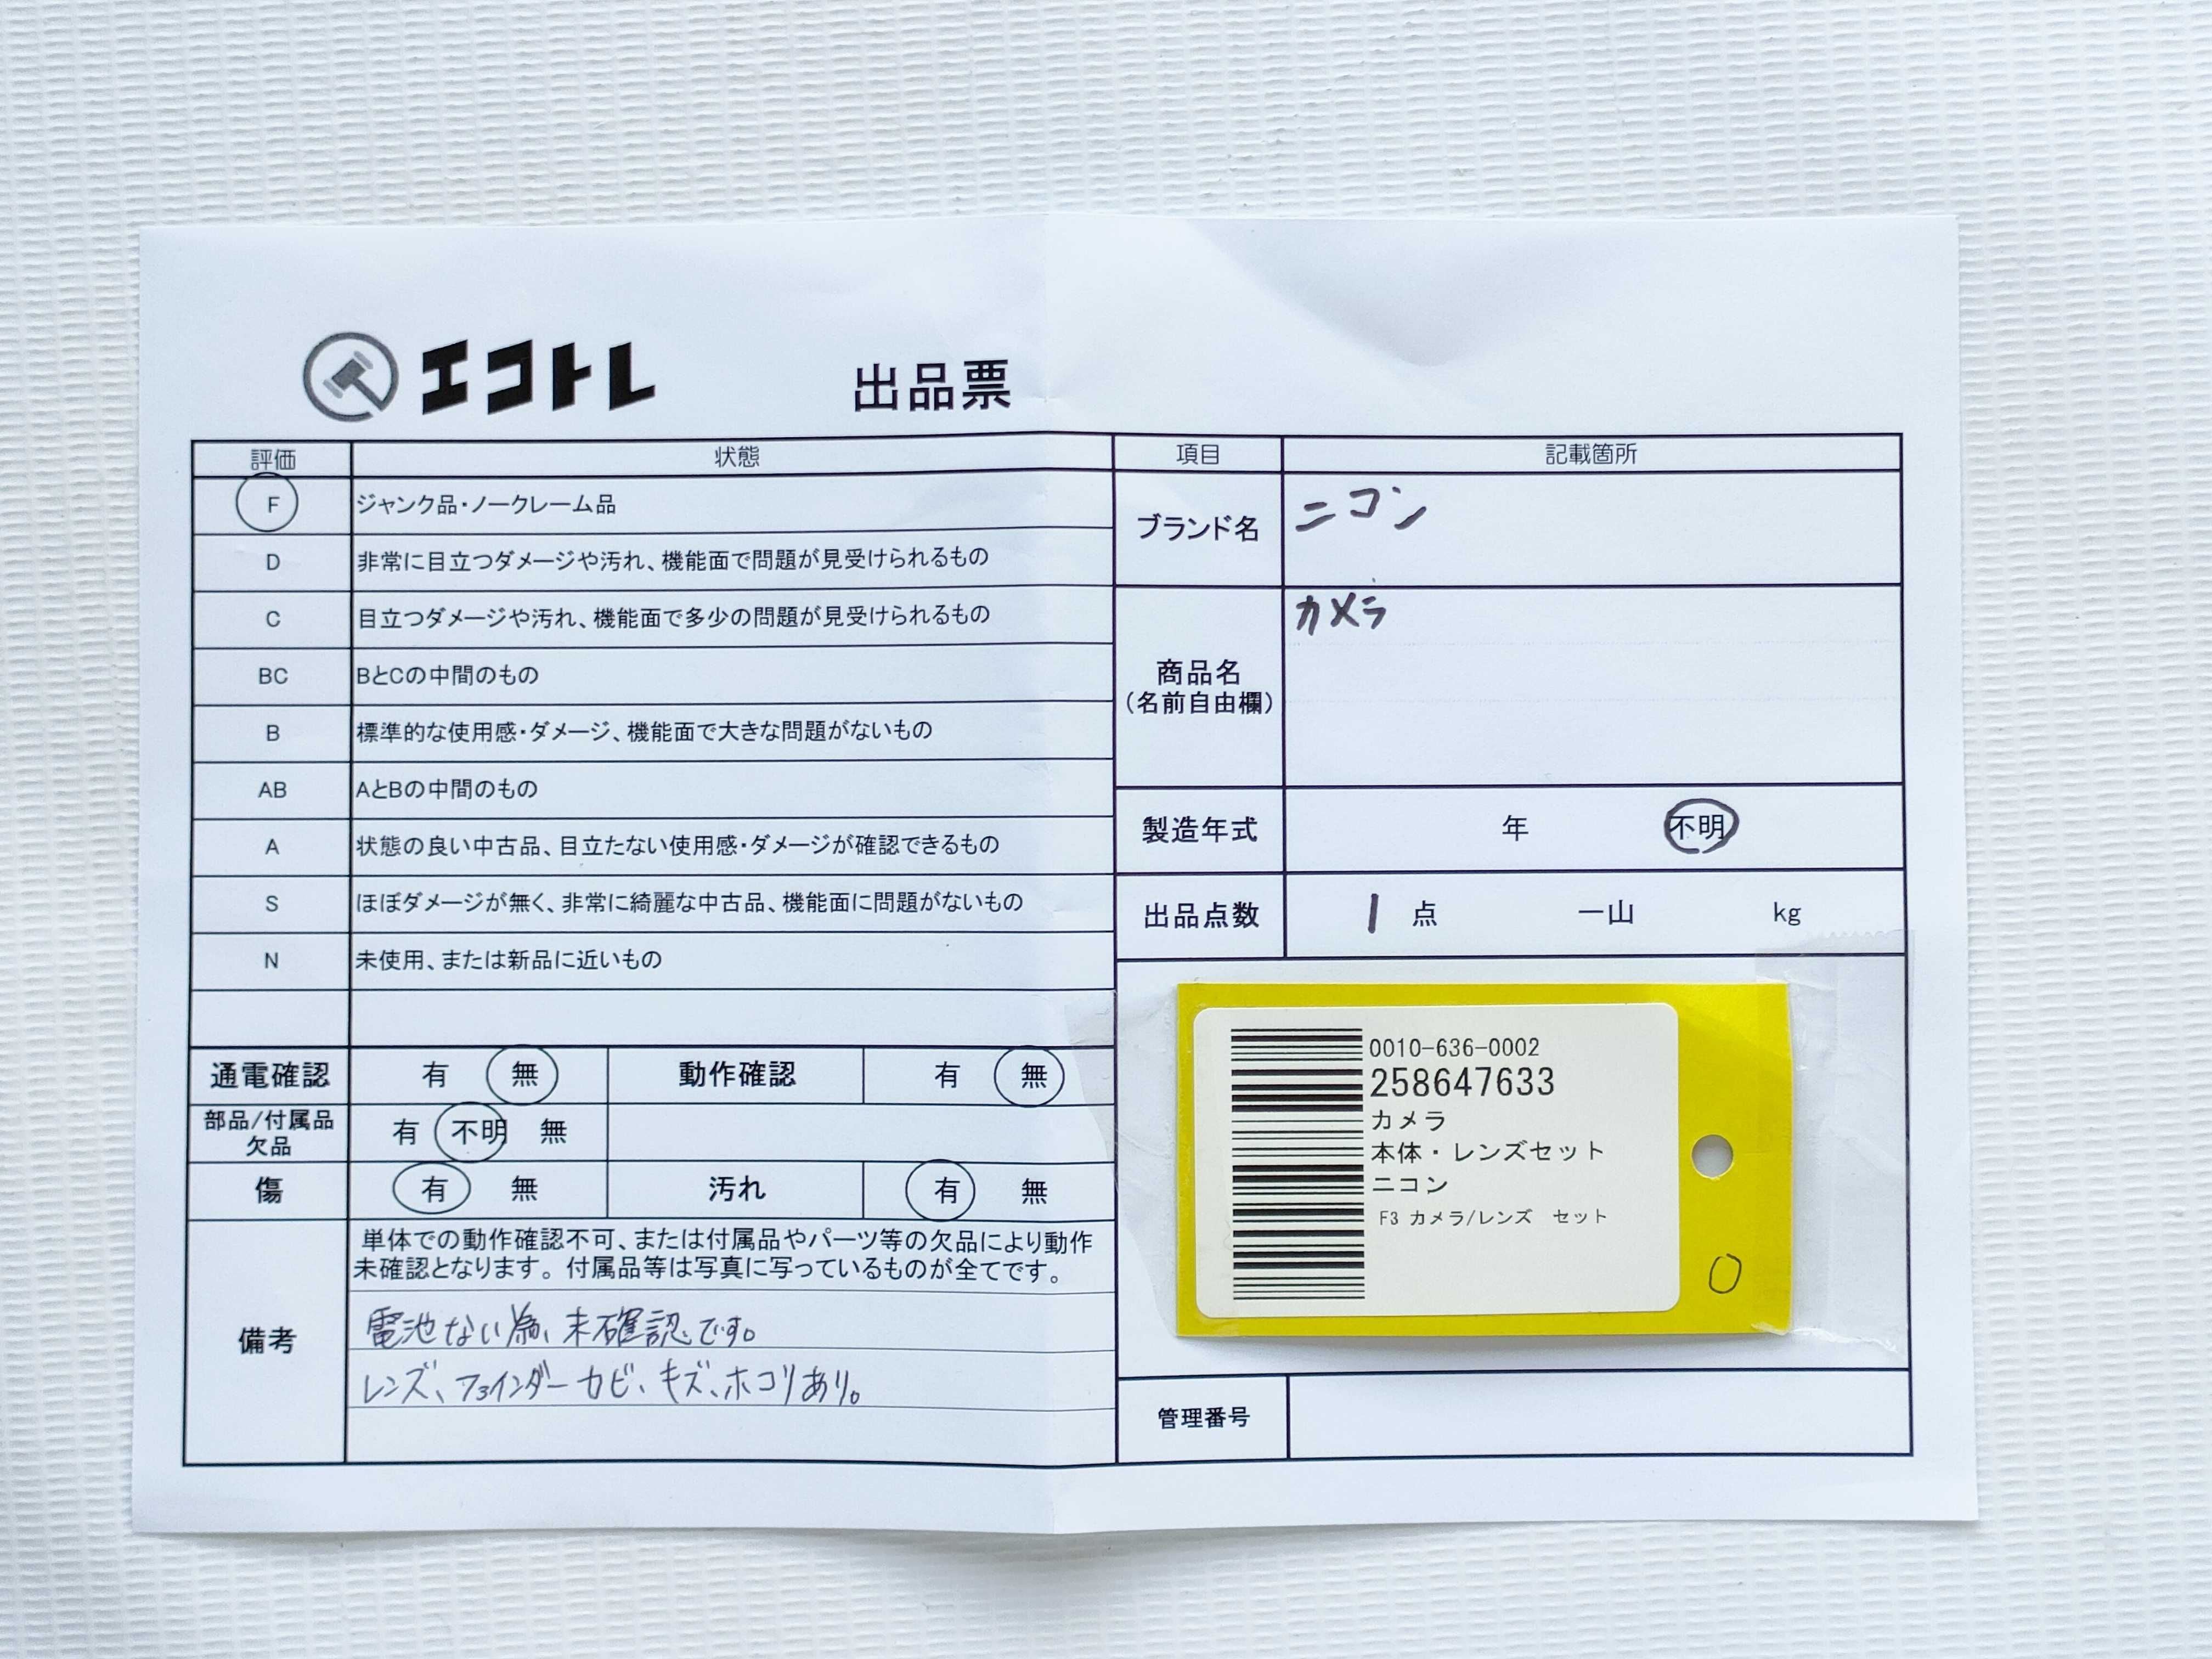 エコトレ 出品票
評価 状態
F ジャンク品・ノークレーム品
D 非常に目立つダメージや汚れ、機能面で問題が見受けられるもの
C 目立つダメージや汚れ、機能面で多少の問題が見受けられるもの
BC BとCの中間のもの
B 標準的な使用感・ダメージ、機能面で大きな問題がないもの
AB AとBの中間のもの
A 状態の良い中古品、目立たない使用感・ダメージが確認できるもの
S ほぼダメージが無く、非常に綺麗な中古品、機能面に問題がないもの
N 未使用、または新品に近いもの
通電確認 有 無 動作確認 有 無
部品/付属品
欠品
有 不明 無
傷 有 無 汚れ 有 無
備考
単体での動作確認不可、または付属品やパーツ等の欠品により動作
未確認となります。付属品等は写真に写っているものが全てです。
電池ない為、未確認です。
レンズ、ファインダーカビ、キズ、ホコリあり。
項目 記載箇所
ブランド名 ニコン
商品名
(名前自由欄)
カメラ
製造年式 年 不明
出品点数 1 点 一山 kg
0010-636-0002
258647633
カメラ
本体・レンズセット
ニコン
F3 カメラ/レンズ セット
0
管理番号